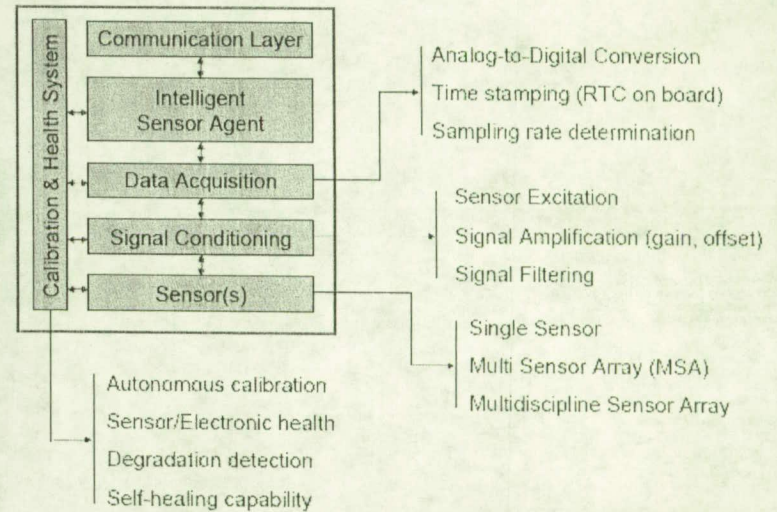 Calibration & Health System
Communication Layer
Intelligent
Sensor Agent
Data Acquisition
Signal Conditioning
Sensor(s)
Analog-to-Digital Conversion
Time stamping (RTC on board)
Sampling rate determination
Sensor Excitation
Signal Amplification (gain, offset)
Signal Filtering
Single Sensor
Multi Sensor Array (MSA)
Multidiscipline Sensor Array
Autonomous calibration
Sensor/Electronic health
Degradation detection
Self-healing capability